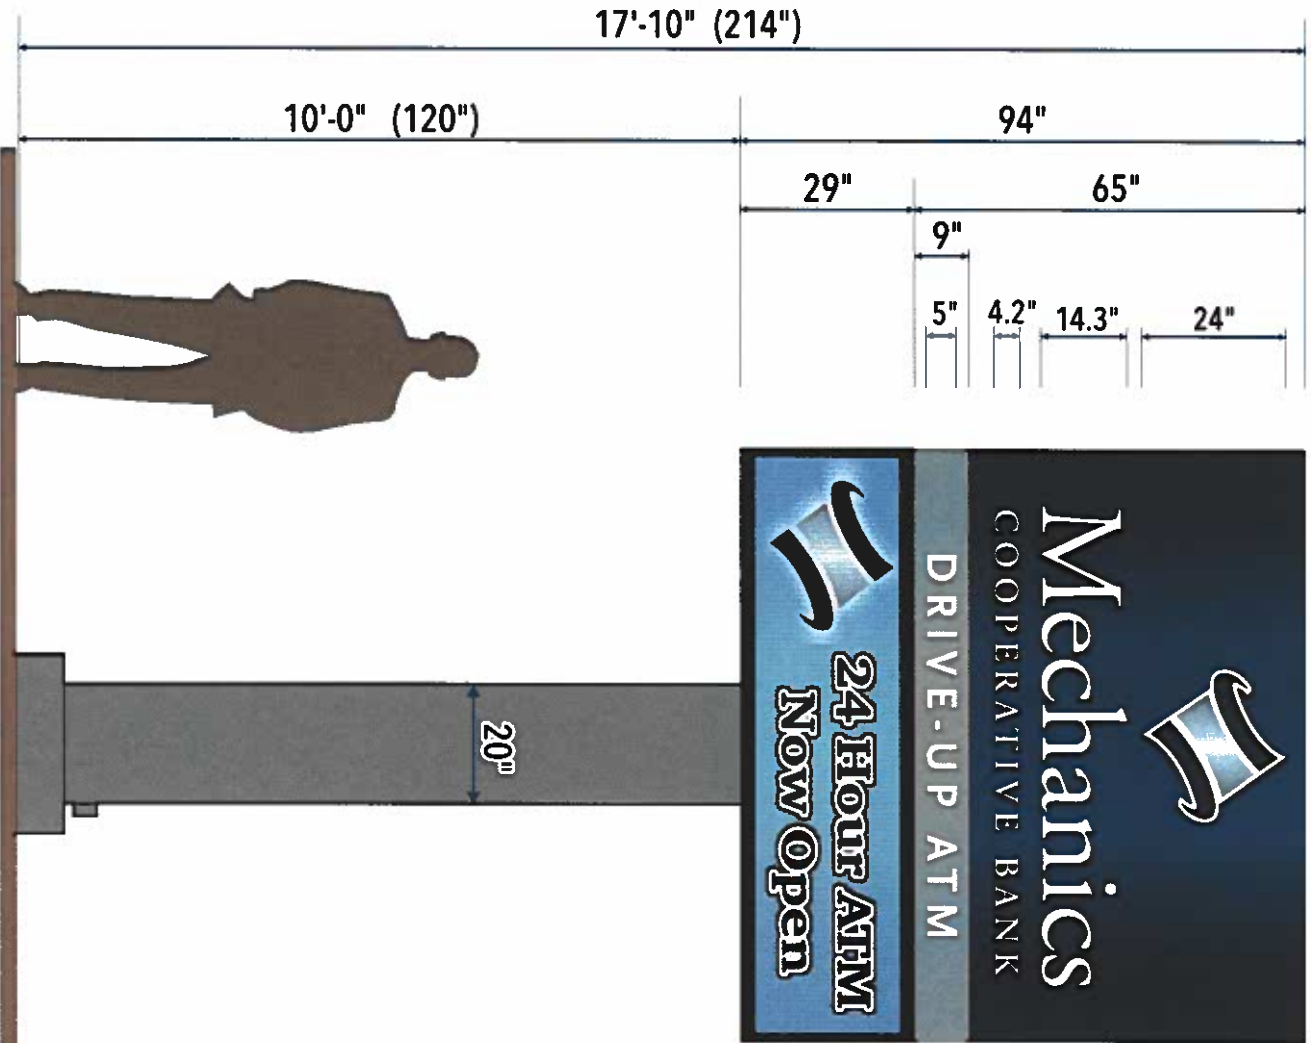 17'-10" (214")
10'-0" (120")
94"
29"
65"
9"
5"
4.2"
14.3"
24"
Mechanics
COOPERATIVE BANK
DRIVE-UP ATM
24 Hour ATM
Now Open
20"